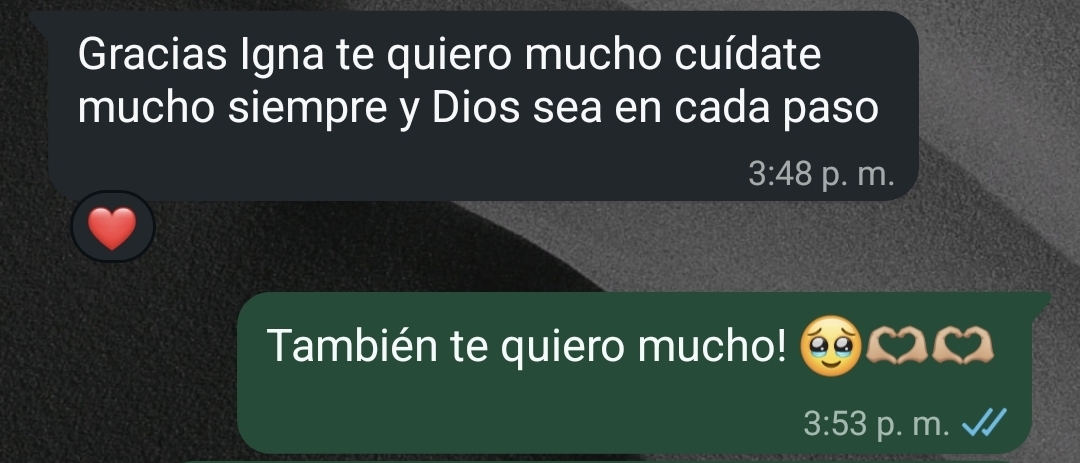 Gracias Igna te quiero mucho cuídate
mucho siempre y Dios sea en cada paso
3:48 p. m.
❤️
También te quiero mucho! 🥹🫶🏼🫶🏼
3:53 p. m.